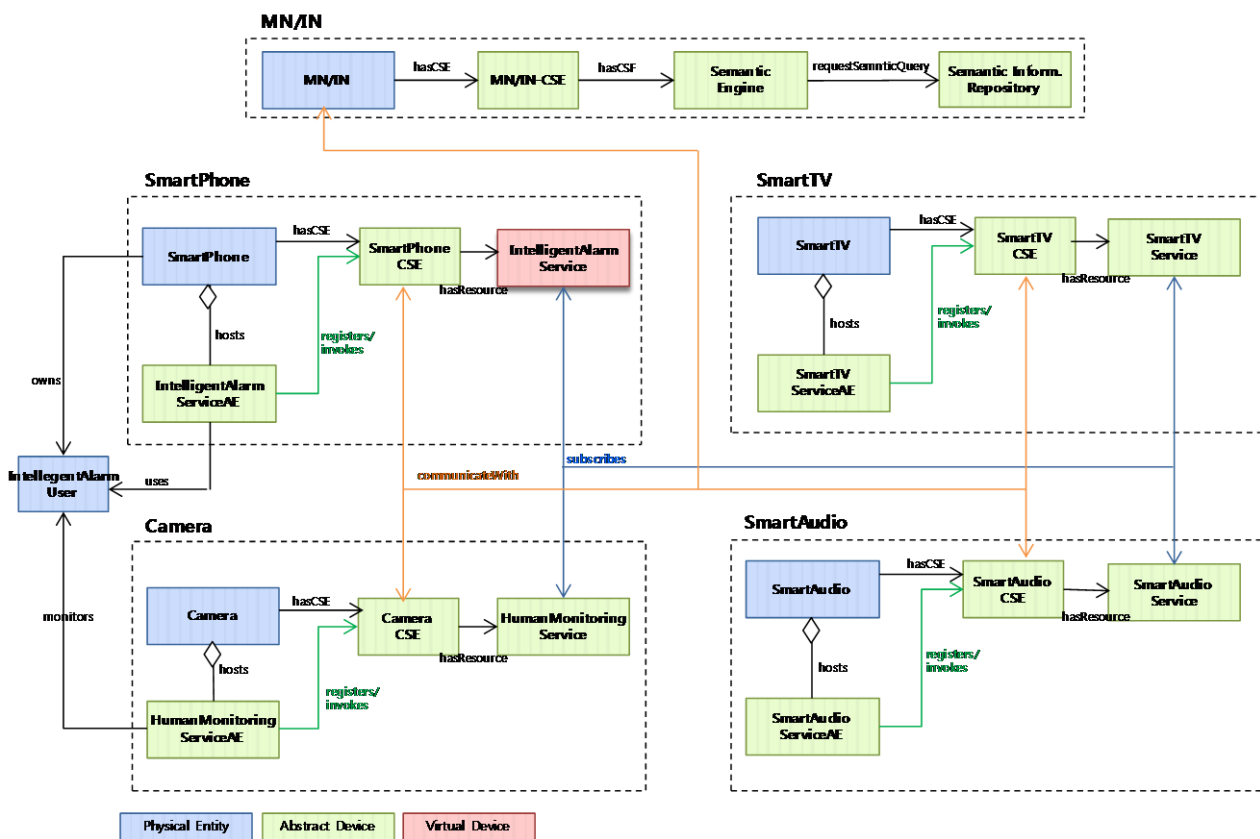 MN/IN
MN/IN
hasCSE
MN/IN-CSE
hasCSF
Semantic
Engine
requestSemnticQuery
Semantic Inform.
Repository
SmartPhone
SmartPhone
hasCSE
SmartPhone
CSE
IntelligentAlarm
Service
hasResource
hosts
registers/
invokes
IntelligentAlarm
ServiceAE
owns
uses
IntellegentAlarm
User
monitors
SmartTV
SmartTV
hasCSE
SmartTV
CSE
SmartTV
Service
hasResource
hosts
registers/
invokes
SmartTV
ServiceAE
subscribes
communicateWith
Camera
Camera
hasCSE
Camera
CSE
HumanMonitoring
Service
hasResource
hosts
registers/
invokes
HumanMonitoring
ServiceAE
SmartAudio
SmartAudio
hasCSE
SmartAudio
CSE
SmartAudio
Service
hasResource
hosts
registers/
invokes
SmartAudio
ServiceAE
Physical Entity
Abstract Device
Virtual Device